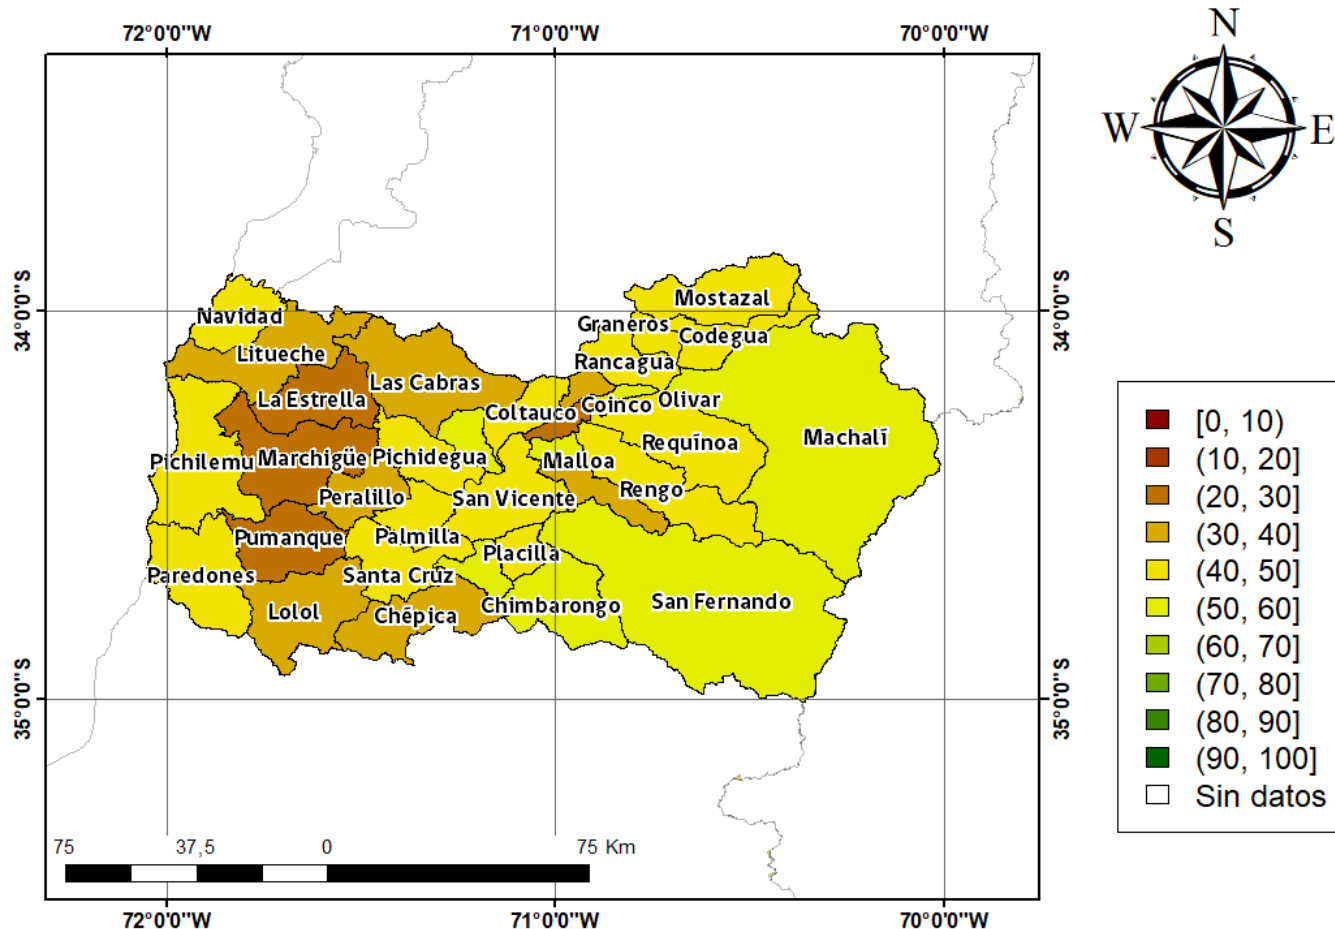 72°0'0"W 71°0'0"W 70°0'0"W
N
W E
S
34°0'0"S
34°0'0"S
Mostazal
Navidad
Graneros
Codegua
Litueche
Rancagua
Las Cabras
La Estrella
Coltauco
Coinco
Olivar
Machalí
Requínoa
Pichilemu
Marchigüe
Pichidegua
Malloa
Peralillo
San Vicente
Rengo
Pumanque
Palmilla
Placilla
Paredones
Santa Cruz
Lolol
Chépica
Chimbarongo
San Fernando
35°0'0"S
35°0'0"S
[0, 10)
(10, 20]
(20, 30]
(30, 40]
(40, 50]
(50, 60]
(60, 70]
(70, 80]
(80, 90]
(90, 100]
Sin datos
75 37,5 0 75 Km
72°0'0"W 71°0'0"W 70°0'0"W